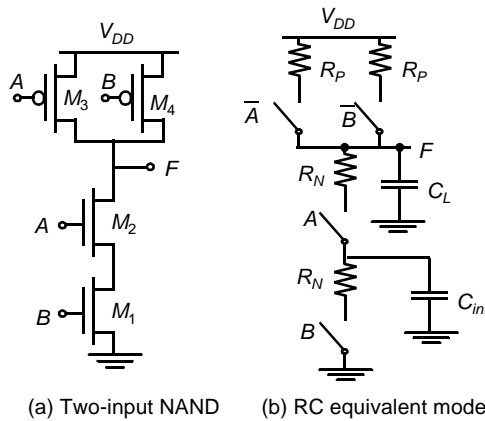 V_DD
A
M_3
B
M_4
F
A
M_2
B
M_1
(a) Two-input NAND
V_DD
R_P
R_P
A̅
B̅
F
R_N
C_L
A
R_N
C_in
B
(b) RC equivalent mode